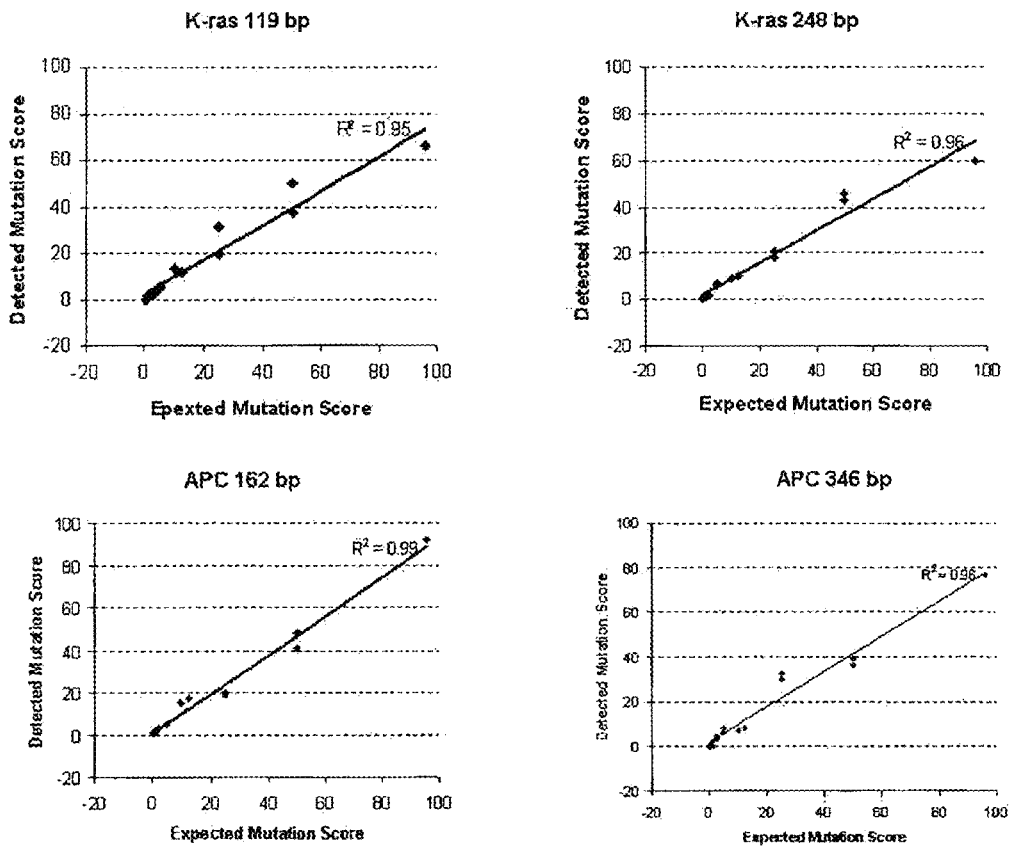 K-ras 119 bp
Detected Mutation Score
100
80
60
40
20
0
-20
R² = 0.95
-20 0 20 40 60 80 100
Epexted Mutation Score
K-ras 248 bp
Detected Mutation Score
100
80
60
40
20
0
-20
R² = 0.96
-20 0 20 40 60 80 100
Expected Mutation Score
APC 162 bp
Detected Mutation Score
100
80
60
40
20
0
-20
R² = 0.99
-20 0 20 40 60 80 100
Expected Mutation Score
APC 346 bp
Detected Mutation Score
100
80
60
40
20
0
-20
R² = 0.96
-20 0 20 40 60 80 100
Expected Mutation Score